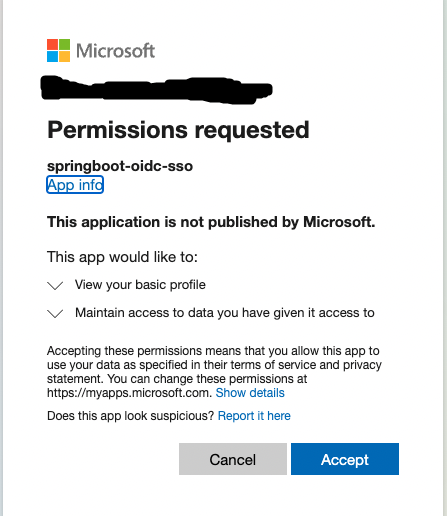 Microsoft
Permissions requested
springboot-oidc-sso
App info
This application is not published by Microsoft.
This app would like to:
View your basic profile
Maintain access to data you have given it access to
Accepting these permissions means that you allow this app to
use your data as specified in their terms of service and privacy
statement. You can change these permissions at
https://myapps.microsoft.com. Show details
Does this app look suspicious? Report it here
Cancel Accept